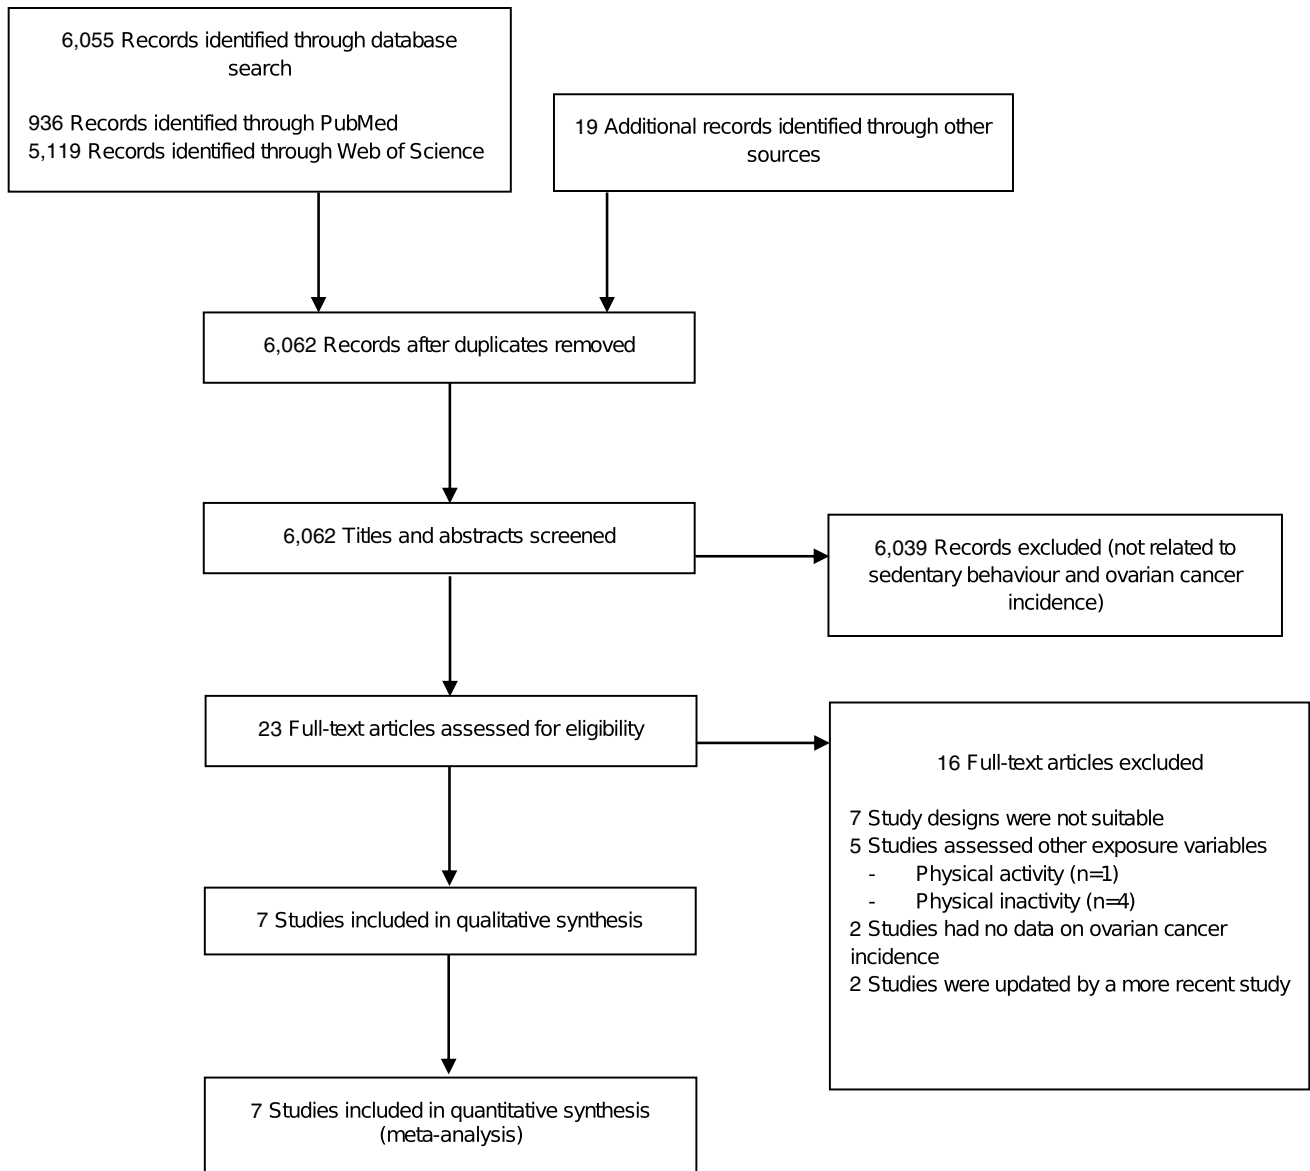 6,055 Records identified through database
search
936 Records identified through PubMed
5,119 Records identified through Web of Science
19 Additional records identified through other
sources
6,062 Records after duplicates removed
6,062 Titles and abstracts screened
6,039 Records excluded (not related to
sedentary behaviour and ovarian cancer
incidence)
23 Full-text articles assessed for eligibility
16 Full-text articles excluded
7 Study designs were not suitable
5 Studies assessed other exposure variables
- Physical activity (n=1)
- Physical inactivity (n=4)
2 Studies had no data on ovarian cancer
incidence
2 Studies were updated by a more recent study
7 Studies included in qualitative synthesis
7 Studies included in quantitative synthesis
(meta-analysis)